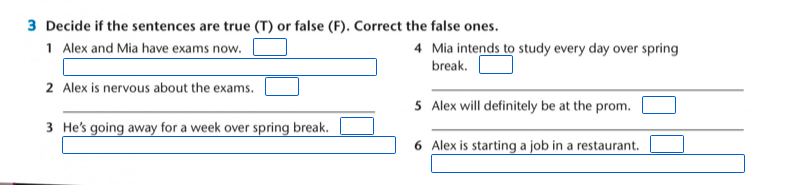 3 Decide if the sentences are true (T) or false (F). Correct the false ones.
1 Alex and Mia have exams now.
2 Alex is nervous about the exams.
3 He's going away for a week over spring break.
4 Mia intends to study every day over spring
break.
5 Alex will definitely be at the prom.
6 Alex is starting a job in a restaurant.